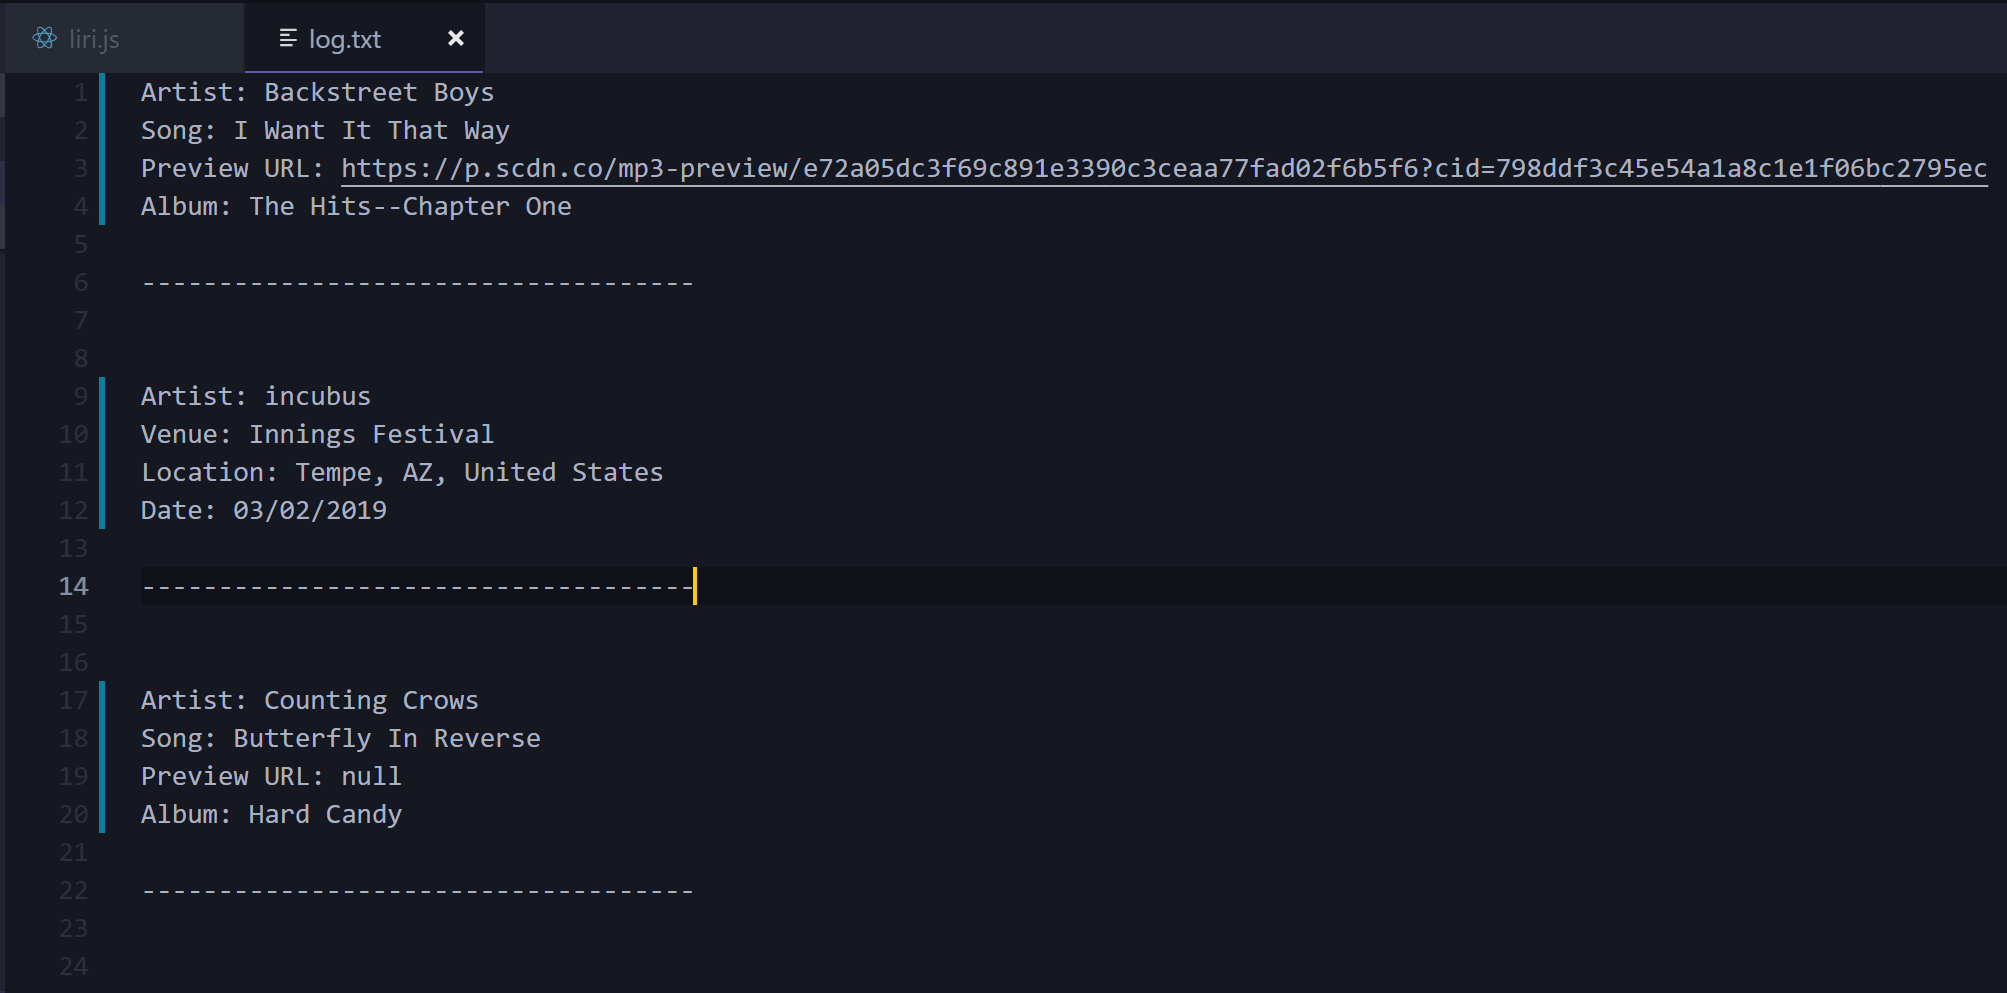 liri.js
log.txt
1 Artist: Backstreet Boys
2 Song: I Want It That Way
3 Preview URL: https://p.scdn.co/mp3-preview/e72a05dc3f69c891e3390c3ceaa77fad02f6b5f6?cid=798ddf3c45e54a1a8c1e1f06bc2795ec
4 Album: The Hits--Chapter One
5
6 ------------------------------------
7
8
9 Artist: incubus
10 Venue: Innings Festival
11 Location: Tempe, AZ, United States
12 Date: 03/02/2019
13
14 ------------------------------------
15
16
17 Artist: Counting Crows
18 Song: Butterfly In Reverse
19 Preview URL: null
20 Album: Hard Candy
21
22 ------------------------------------
23
24